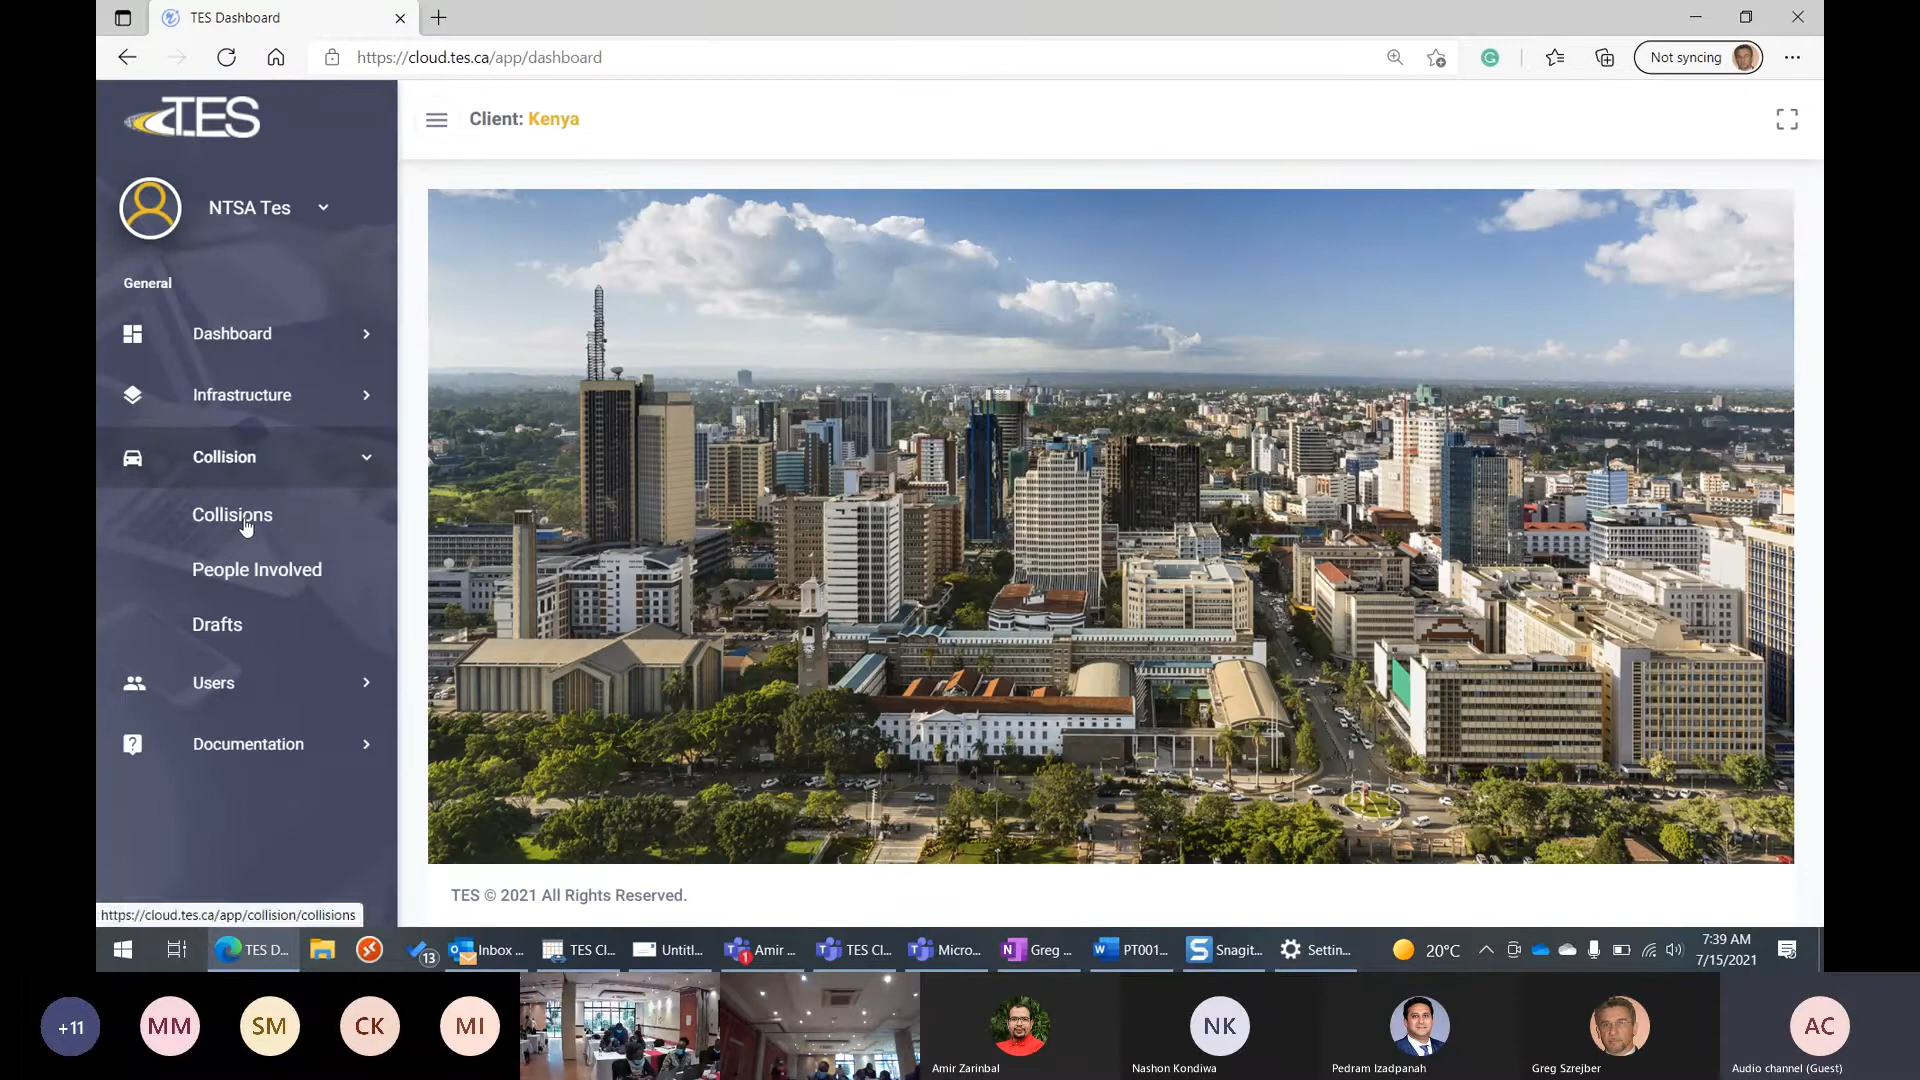 TES Dashboard
https://cloud.tes.ca/app/dashboard
Not syncing
TES
Client: Kenya
NTSA Tes
General
Dashboard
Infrastructure
Collision
Collisions
People Involved
Drafts
Users
Documentation
TES © 2021 All Rights Reserved.
https://cloud.tes.ca/app/collision/collisions
TES D...
13
Inbox ...
TES Cl...
Untitl...
1
Amir ...
TES Cl...
Micro...
Greg ...
PT001...
Snagit...
Settin...
20°C
7:39 AM
7/15/2021
+11
MM
SM
CK
MI
NK
AC
Amir Zarinbal
Nashon Kondiwa
Pedram Izadpanah
Greg Szrejber
Audio channel (Guest)